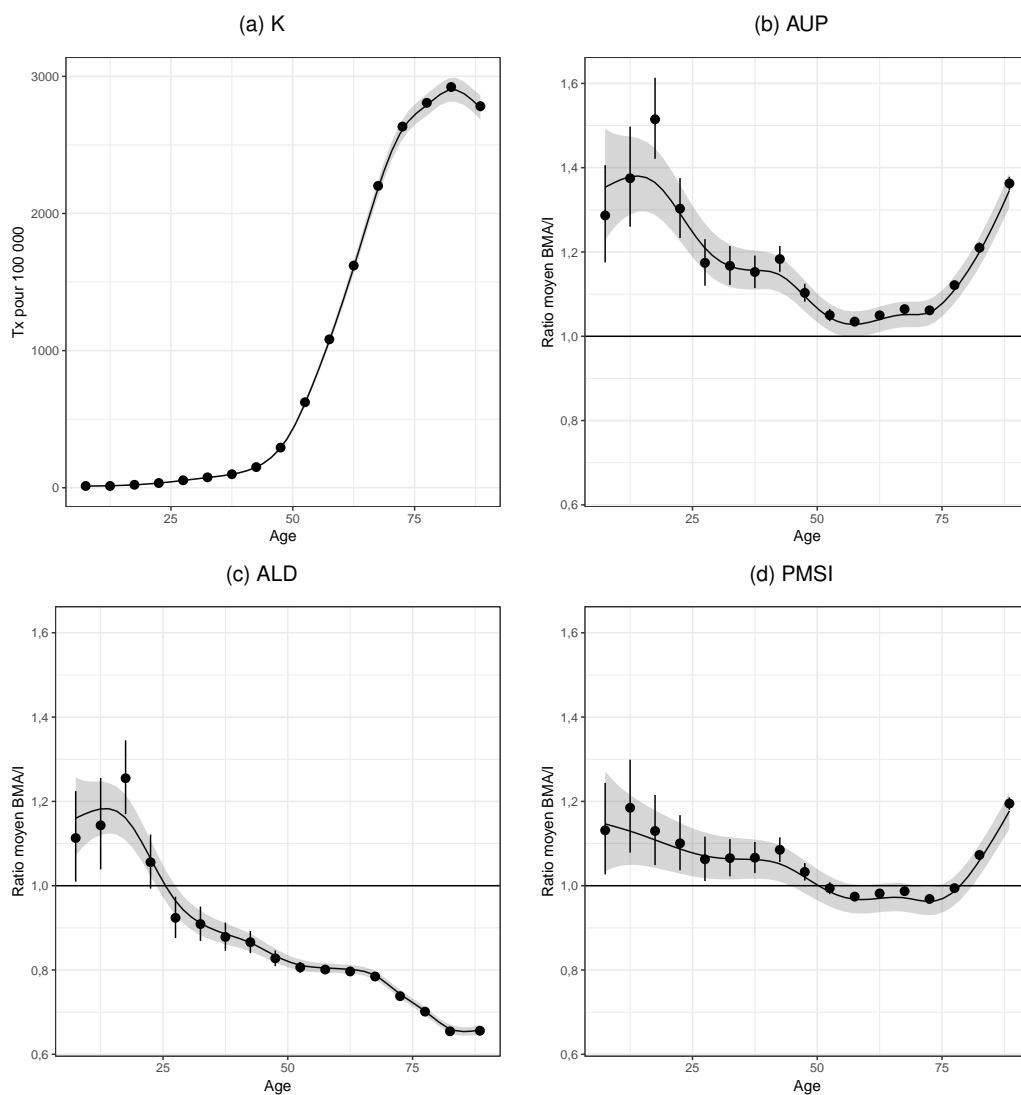 (a) K
Tx pour 100 000
3000
2000
1000
0
25
50
75
Age
(b) AUP
Ratio moyen BMA/I
1,6
1,4
1,2
1,0
0,8
0,6
25
50
75
Age
(c) ALD
Ratio moyen BMA/I
1,6
1,4
1,2
1,0
0,8
0,6
25
50
75
Age
(d) PMSI
Ratio moyen BMA/I
1,6
1,4
1,2
1,0
0,8
0,6
25
50
75
Age